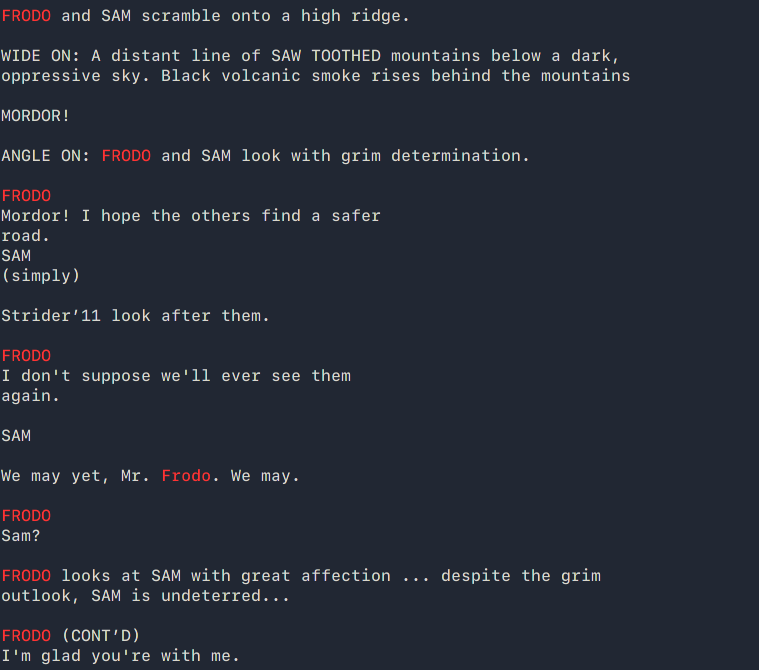 FRODO and SAM scramble onto a high ridge.
WIDE ON: A distant line of SAW TOOTHED mountains below a dark,
oppressive sky. Black volcanic smoke rises behind the mountains
MORDOR!
ANGLE ON: FRODO and SAM look with grim determination.
FRODO
Mordor! I hope the others find a safer
road.
SAM
(simply)
Strider’11 look after them.
FRODO
I don't suppose we'll ever see them
again.
SAM
We may yet, Mr. Frodo. We may.
FRODO
Sam?
FRODO looks at SAM with great affection ... despite the grim
outlook, SAM is undeterred...
FRODO (CONT’D)
I'm glad you're with me.